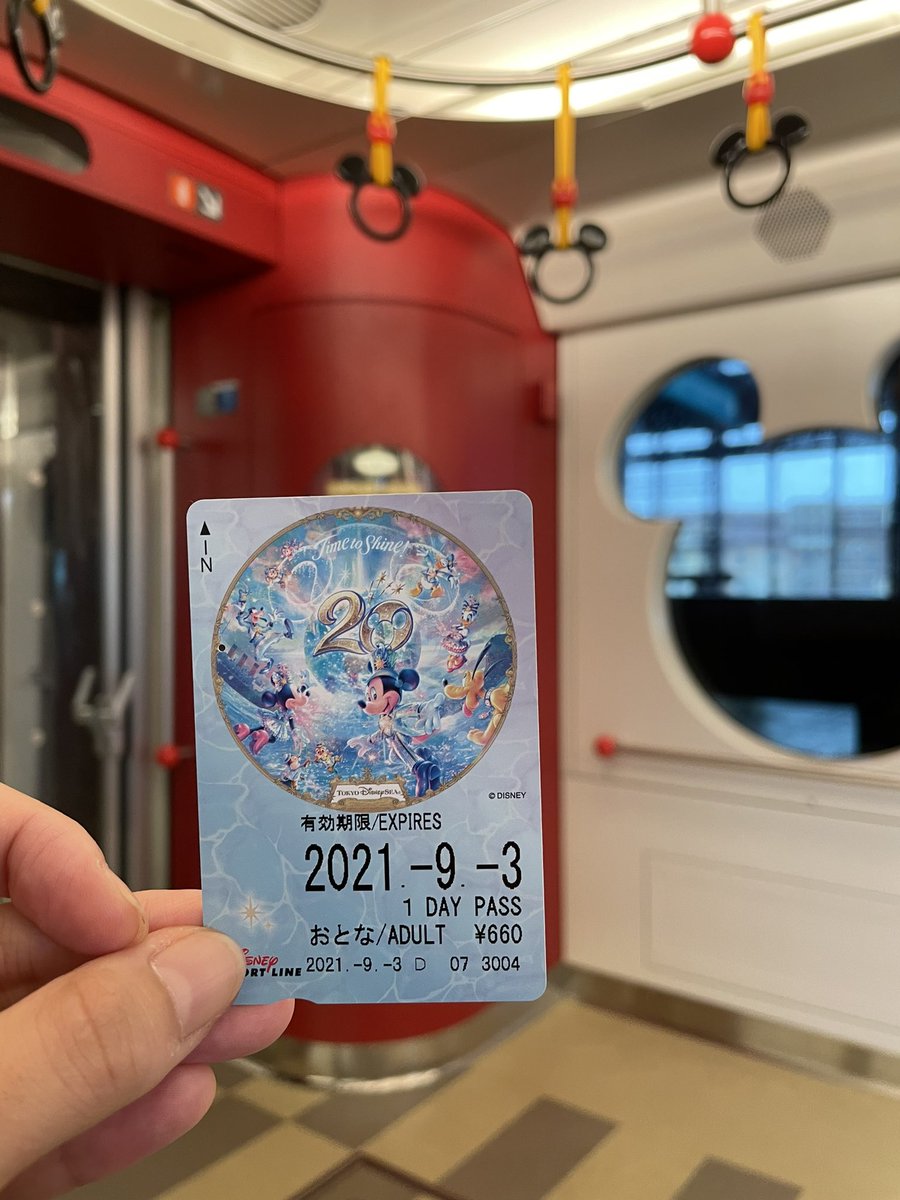 IN
Time to Shine!
20
TOKYO DisneySEA
© DISNEY
有効期限/EXPIRES
2021.-9.-3
1 DAY PASS
おとな/ADULT ¥660
DISNEY
ORT LINE
2021.-9.-3 D 07 3004